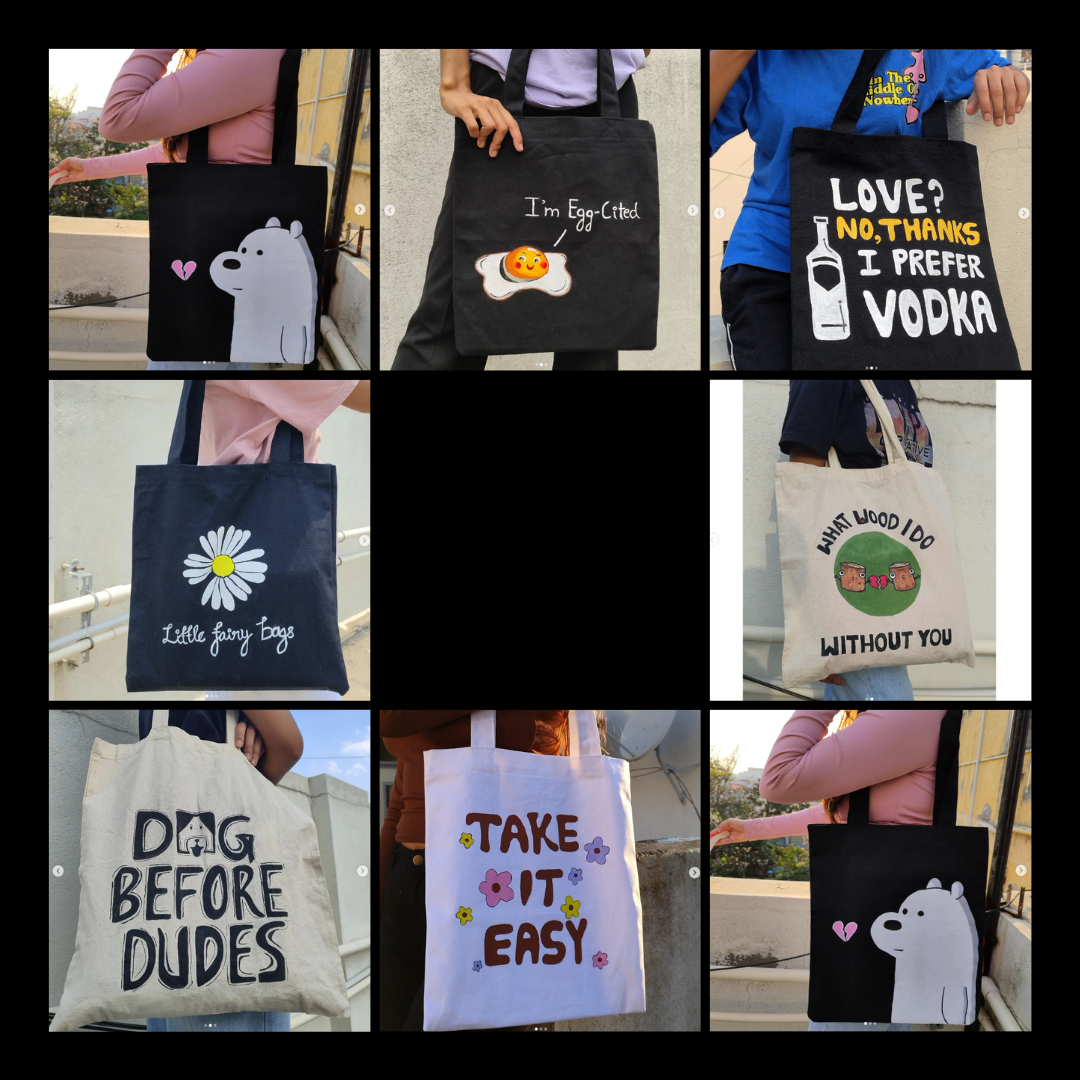 I'm Egg-Cited
In The
Middle Of
Nowhere
LOVE?
NO, THANKS
I PREFER
VODKA
Little fairy bags
WHAT WOOD I DO
WITHOUT YOU
DOG
BEFORE
DUDES
TAKE
IT
EASY